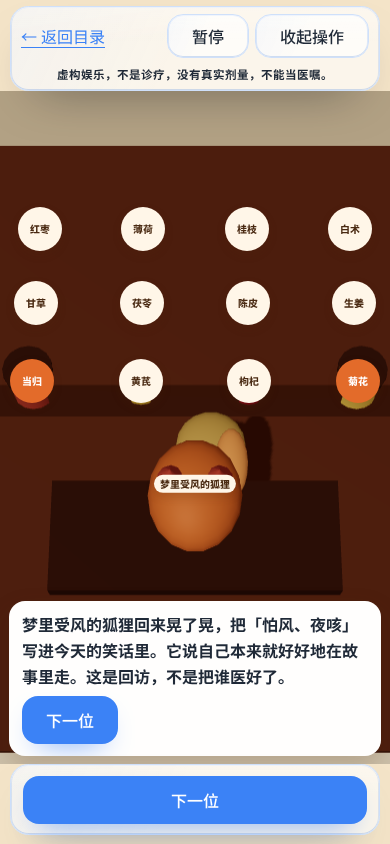 ← 返回目录
暂停
收起操作
虚构娱乐，不是诊疗，没有真实剂量，不能当医嘱。
红枣
薄荷
桂枝
白术
甘草
茯苓
陈皮
生姜
当归
黄芪
枸杞
菊花
梦里受风的狐狸
梦里受风的狐狸回来晃了晃，把「怕风、夜咳」
写进今天的笑话里。它说自己本来就好好地在故
事里走。这是回访，不是把谁医好了。
下一位
下一位